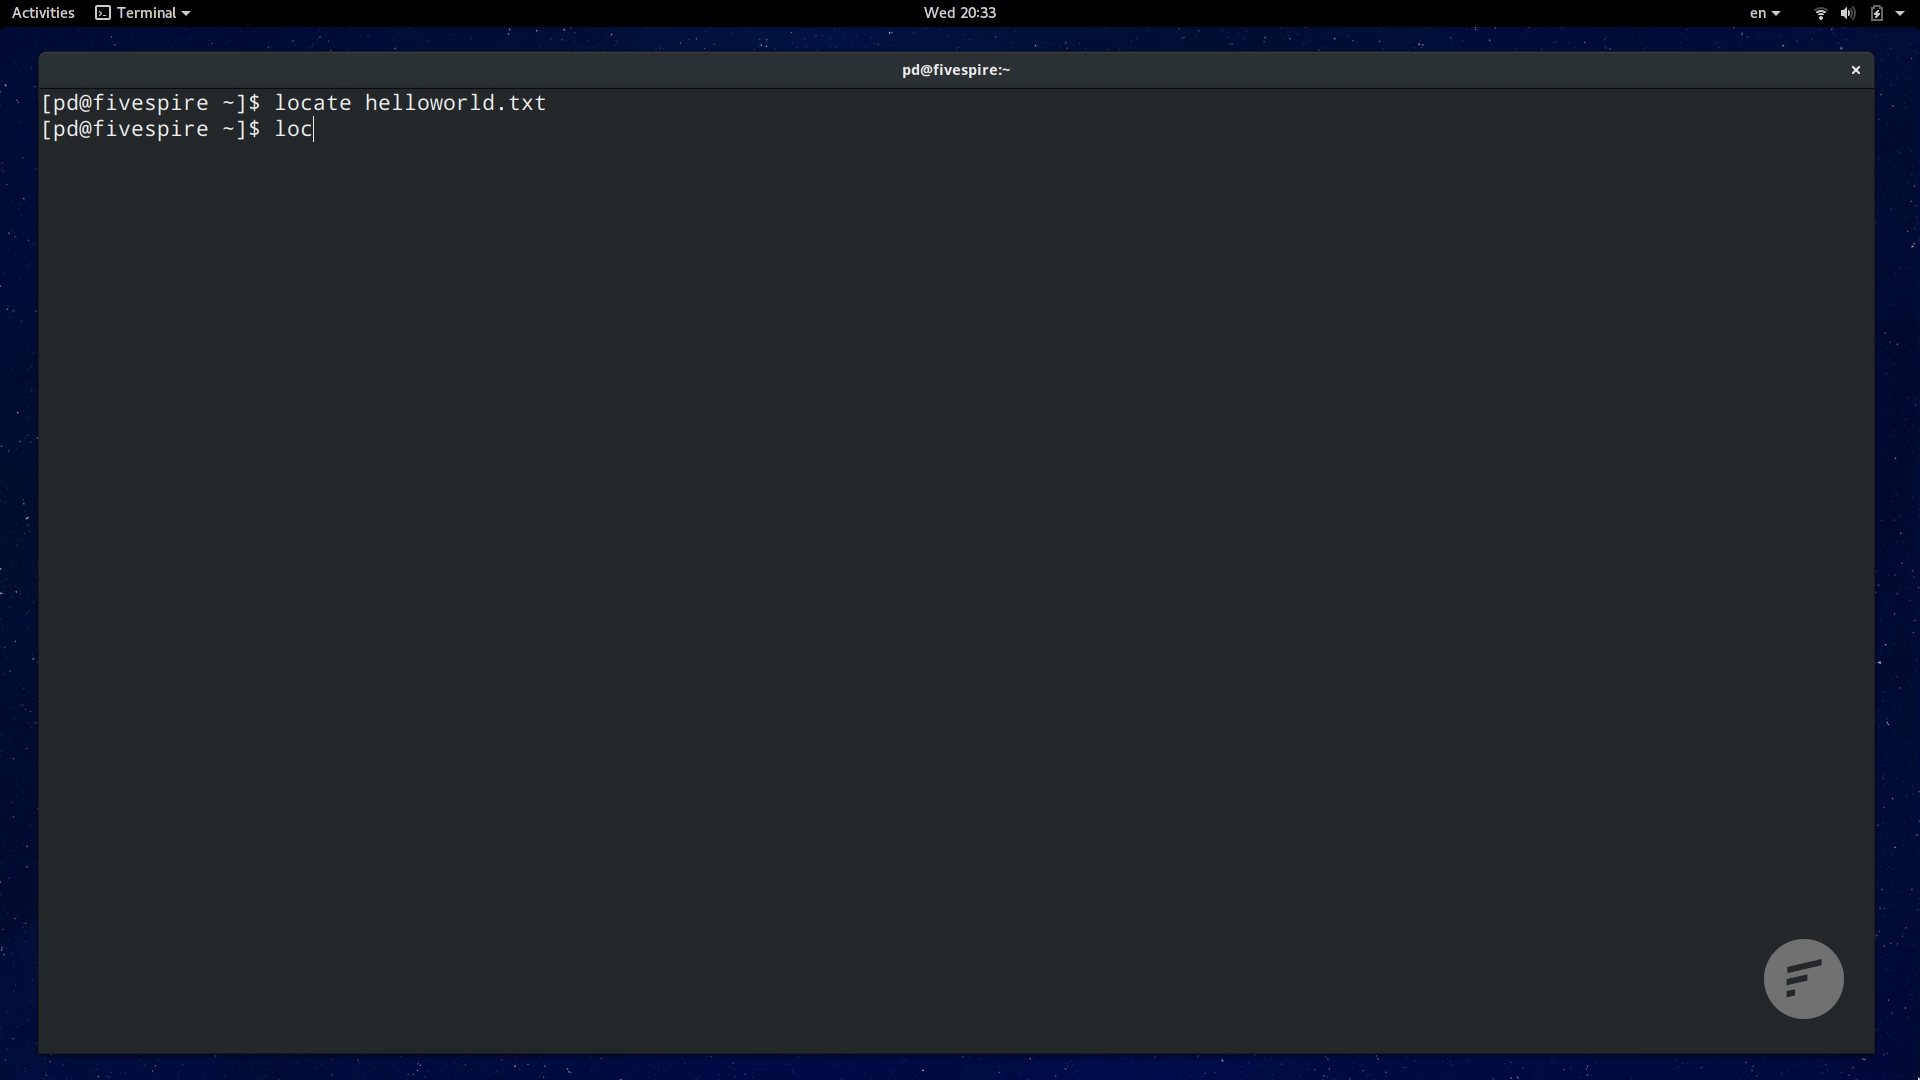 Activities Terminal Wed 20:33 en
pd@fivespire:~
[pd@fivespire ~]$ locate helloworld.txt
[pd@fivespire ~]$ loc